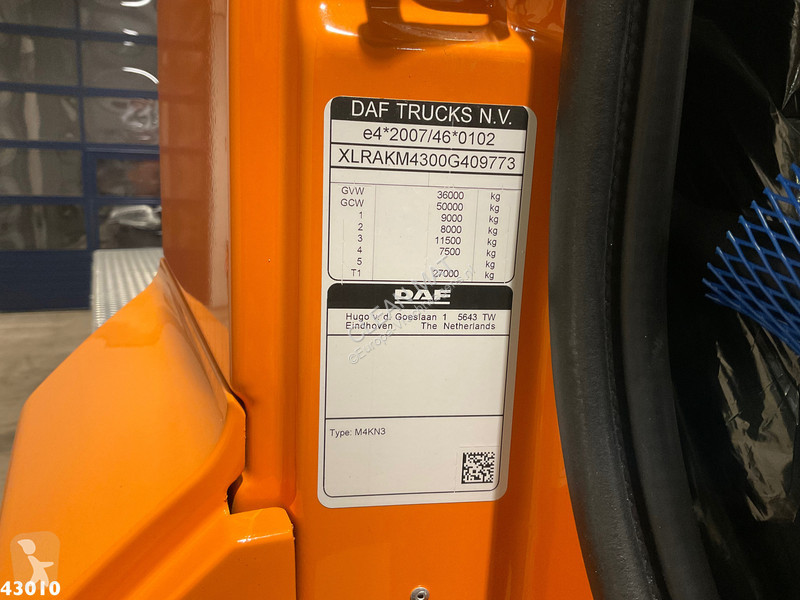 DAF TRUCKS N.V.
e4*2007/46*0102
XLRAKM4300G409773
GVW 36000 kg
GCW 50000 kg
1 9000 kg
2 8000 kg
3 11500 kg
4 7500 kg
5 kg
T1 27000 kg
DAF
Hugo v.d. Goeslaan 1 5643 TW
Eindhoven The Netherlands
Type: M4KN3
CLEAN MAT
43010